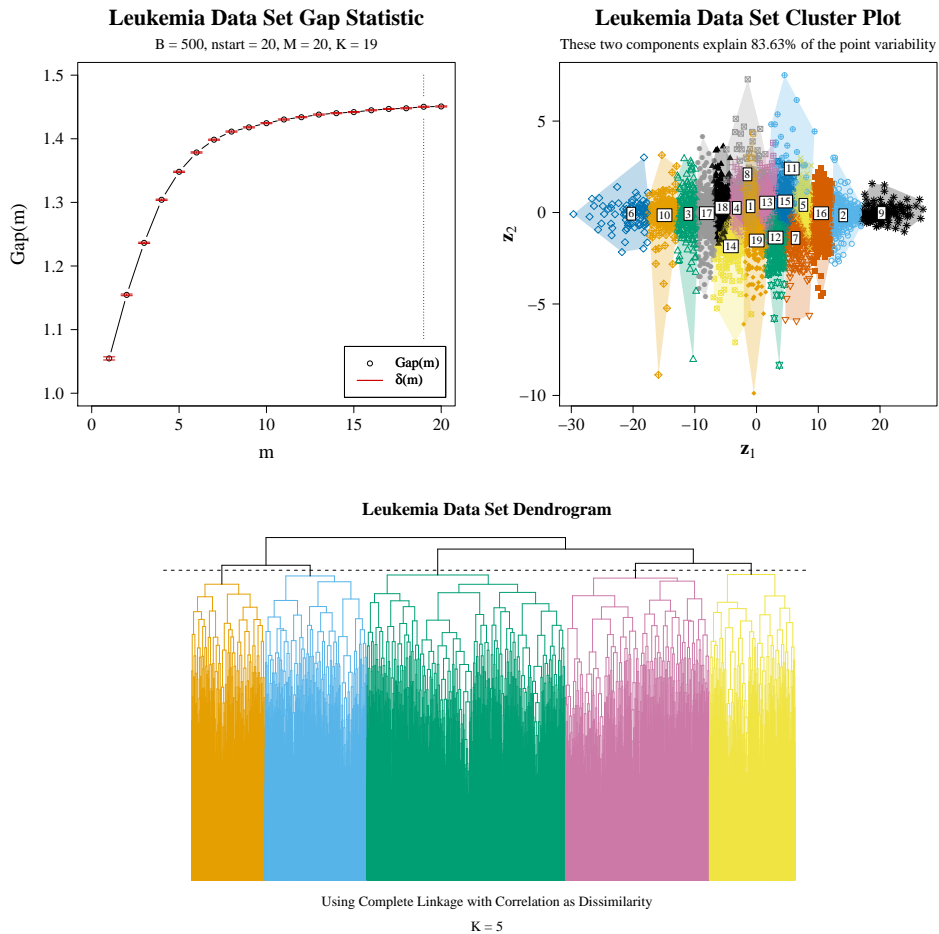 Leukemia Data Set Gap Statistic
B = 500, nstart = 20, M = 20, K = 19
Gap(m)
1.5
1.4
1.3
1.2
1.1
1.0
0 5 10 15 20
m
Gap(m)
δ(m)
Leukemia Data Set Cluster Plot
These two components explain 83.63% of the point variability
z2
5
0
−5
−10
−30 −20 −10 0 10 20
z1
8
11
6
10
3
17
18
4
1
13
15
5
16
2
9
14
19
12
7
Leukemia Data Set Dendrogram
Using Complete Linkage with Correlation as Dissimilarity
K = 5